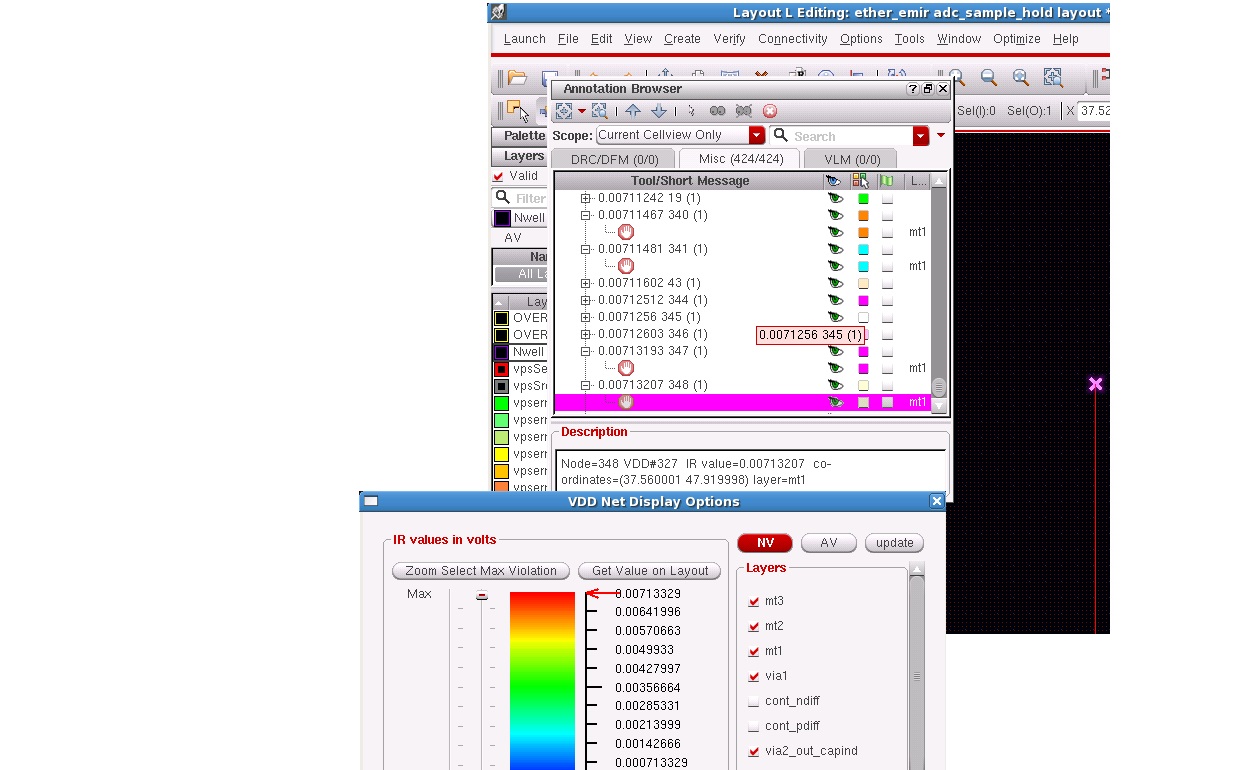 Layout L Editing: ether_emir adc_sample_hold layout *
Launch File Edit View Create Verify Connectivity Options Tools Window Optimize Help
Annotation Browser
Sel(I):0 Sel(O):1 X 37.52
Scope: Current Cellview Only Search
Palette
DRC/DFM (0/0) Misc (424/424) VLM (0/0)
Layers
Valid
Tool/Short Message L...
Filter
0.00711242 19 (1)
Nwell
0.00711467 340 (1)
AV
mt1
0.00711481 341 (1)
Na
mt1
All La
0.00711602 43 (1)
Lay
0.00712512 344 (1)
OVER
0.0071256 345 (1)
OVER
0.00712603 346 (1)
0.0071256 345 (1)
Nwell
0.00713193 347 (1)
vpsSe
mt1
vpsSrc
0.00713207 348 (1)
vpserr
mt1
vpserr
Description
vpserr
vpserr
Node=348 VDD#327 IR value=0.00713207 co-
vpserr
ordinates=(37.560001 47.919998) layer=mt1
vpserr
VDD Net Display Options
IR values in volts
NV AV update
Zoom Select Max Violation Get Value on Layout
Layers
Max
0.00713329
mt3
0.00641996
mt2
0.00570663
0.0049933
mt1
0.00427997
via1
0.00356664
cont_ndiff
0.00285331
0.00213999
cont_pdiff
0.00142666
via2_out_capind
0.000713329